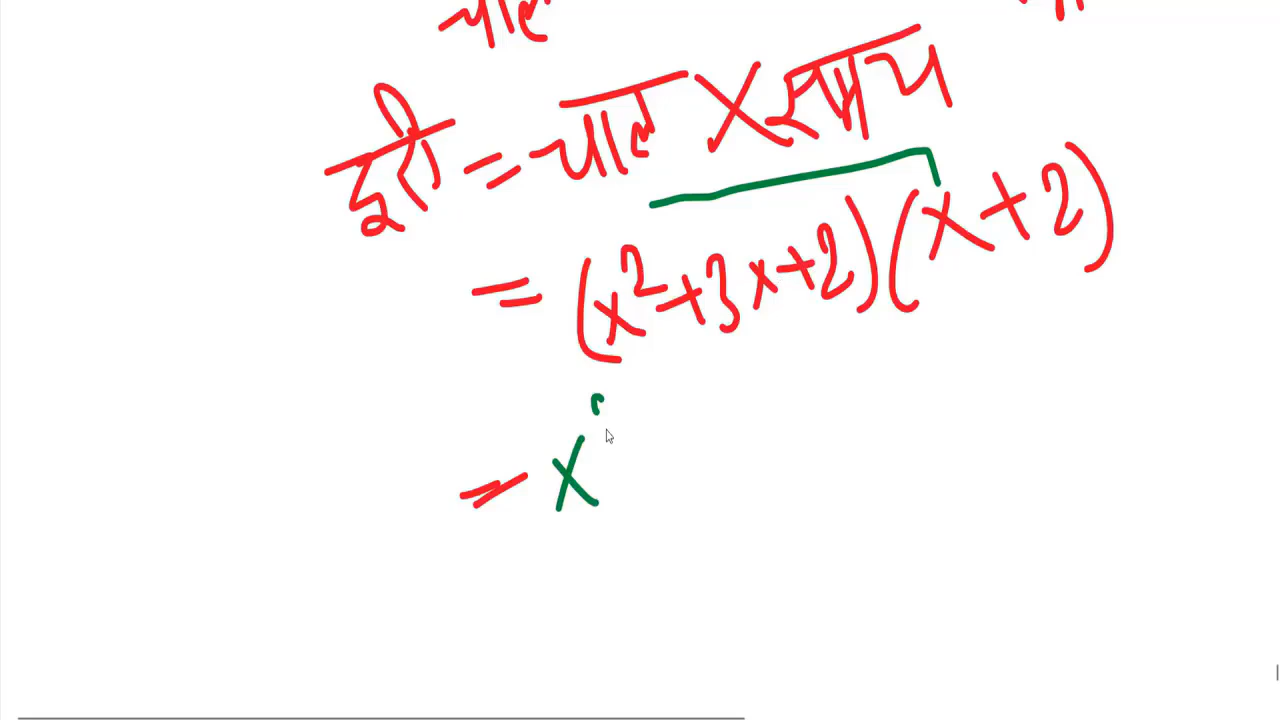 चाल
दूरी = चाल × समय
= (x²+3x+2)(x+2)
= x